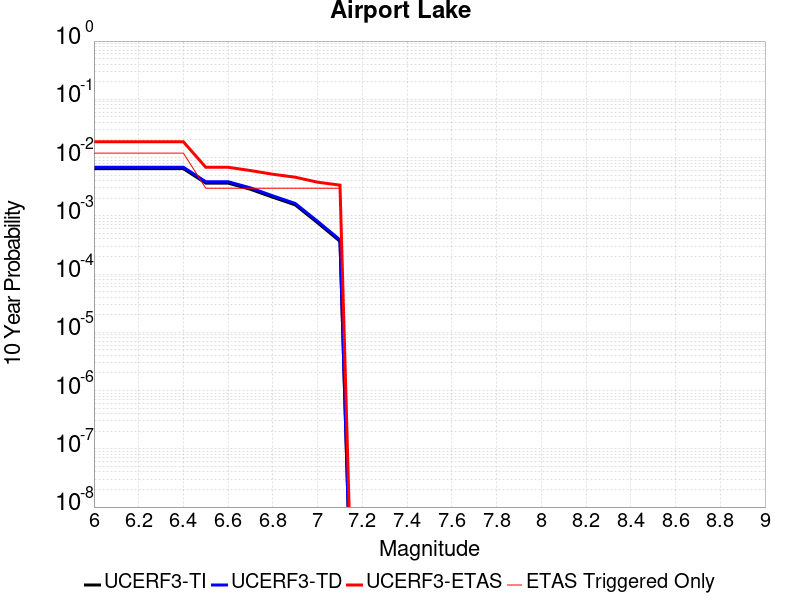 Airport Lake
10 Year Probability
10^0
10^-1
10^-2
10^-3
10^-4
10^-5
10^-6
10^-7
10^-8
6 6.2 6.4 6.6 6.8 7 7.2 7.4 7.6 7.8 8 8.2 8.4 8.6 8.8 9
Magnitude
UCERF3-TI UCERF3-TD UCERF3-ETAS ETAS Triggered Only